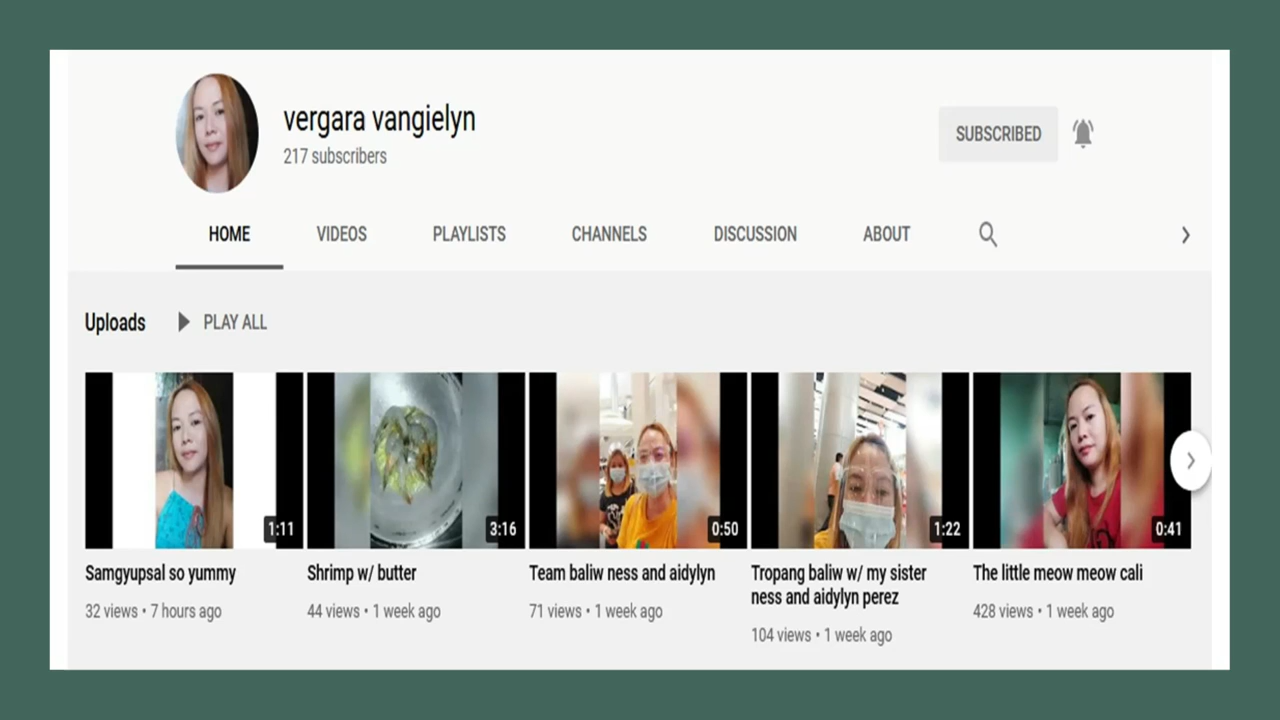 vergara vangielyn
217 subscribers
SUBSCRIBED
HOME VIDEOS PLAYLISTS CHANNELS DISCUSSION ABOUT
Uploads PLAY ALL
1:11 3:16 0:50 1:22 0:41
Samgyupsal so yummy
32 views • 7 hours ago
Shrimp w/ butter
44 views • 1 week ago
Team baliw ness and aidylyn
71 views • 1 week ago
Tropang baliw w/ my sister
ness and aidylyn perez
104 views • 1 week ago
The little meow meow cali
428 views • 1 week ago